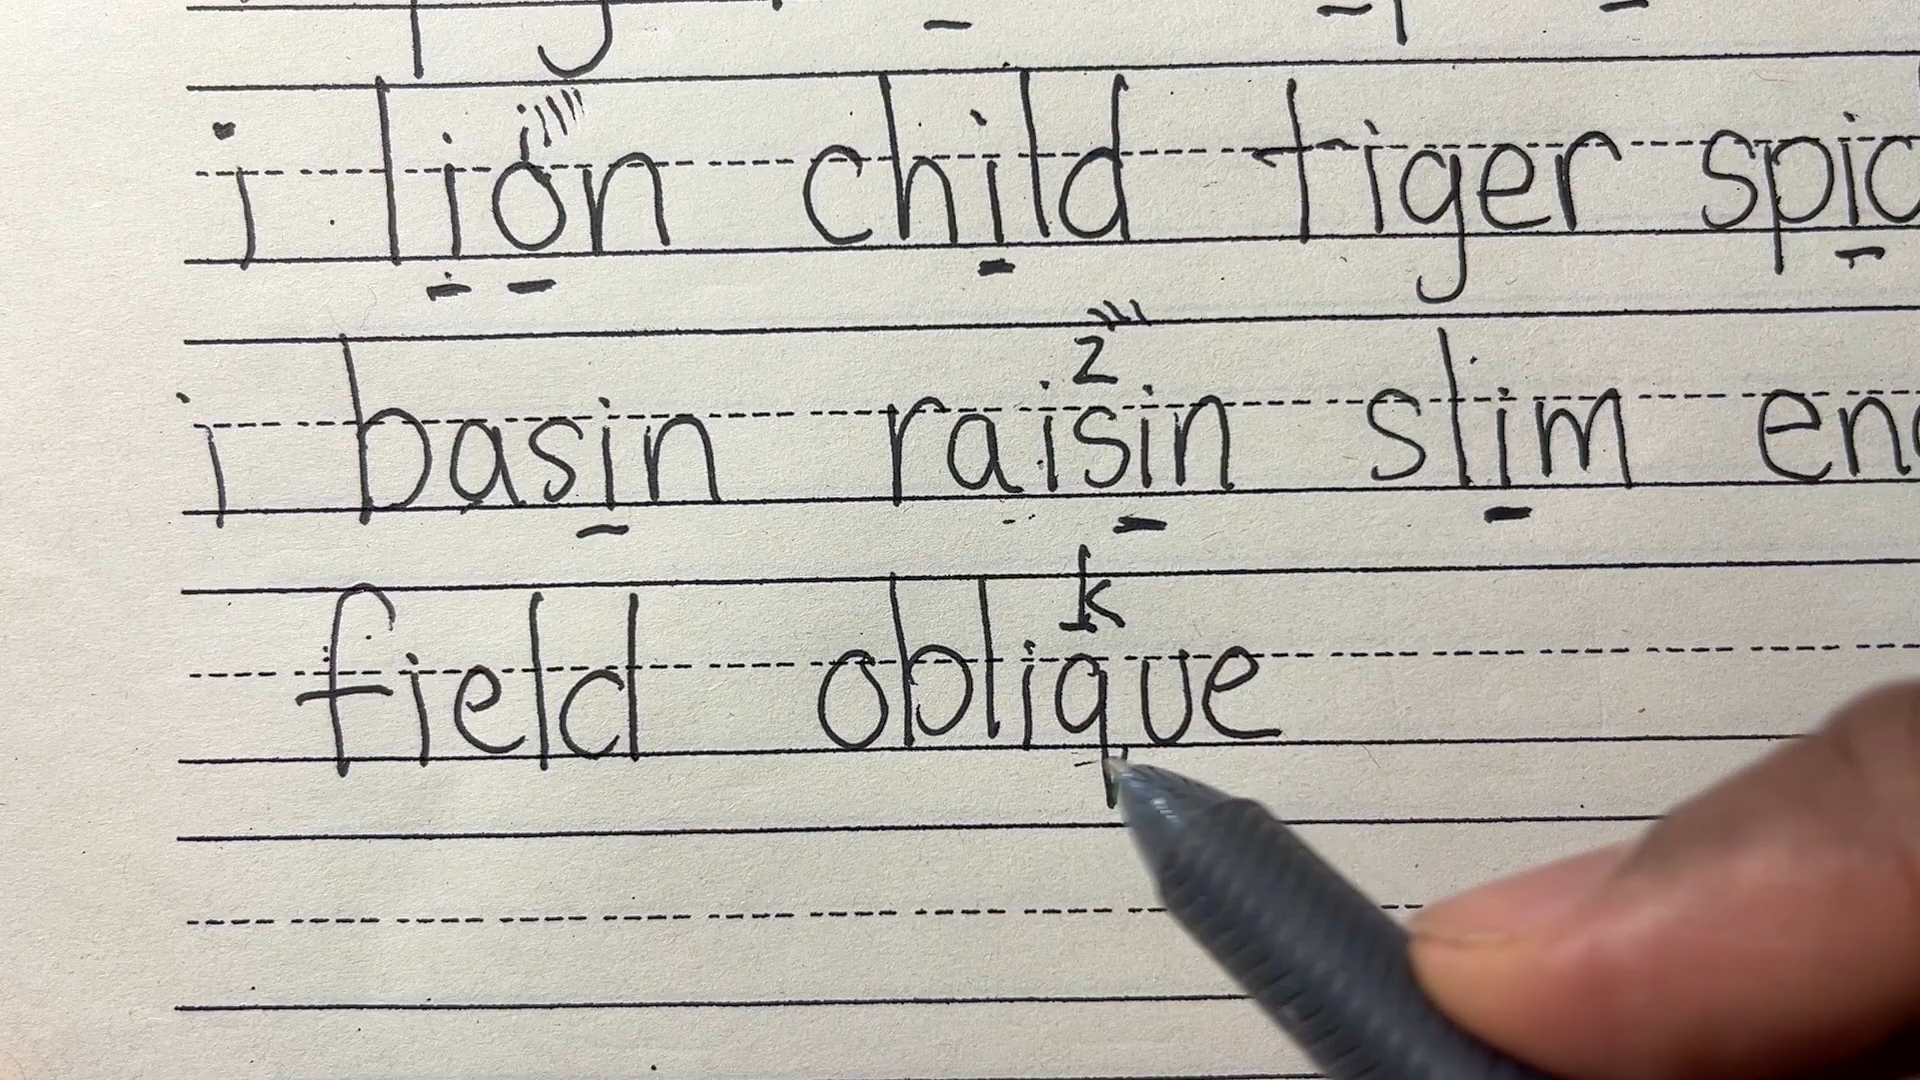 i lion child tiger
z
i basin raisin slim
k
field oblique